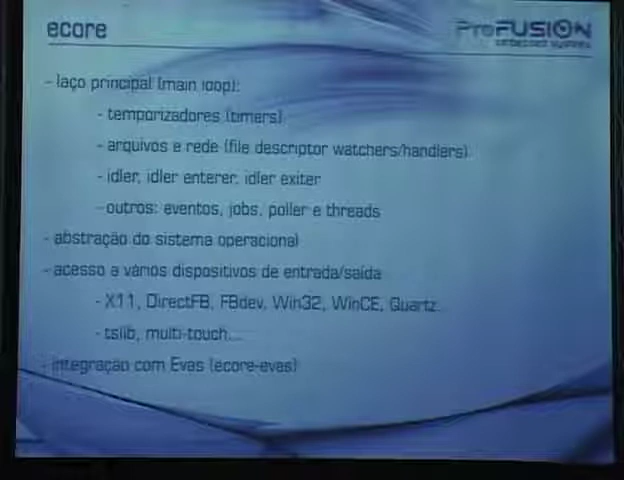 ecore
ProFUSION
embedded systems
- laço principal (main loop):
- temporizadores (timers)
- arquivos e rede (file descriptor watchers/handlers)
- idler, idler enterer, idler exiter
- outros: eventos, jobs, poller e threads
- abstração do sistema operacional
- acesso a vários dispositivos de entrada/saída
- X11, DirectFB, FBdev, Win32, WinCE, Quartz...
- tslib, multi-touch...
- integração com Evas (ecore-evas)